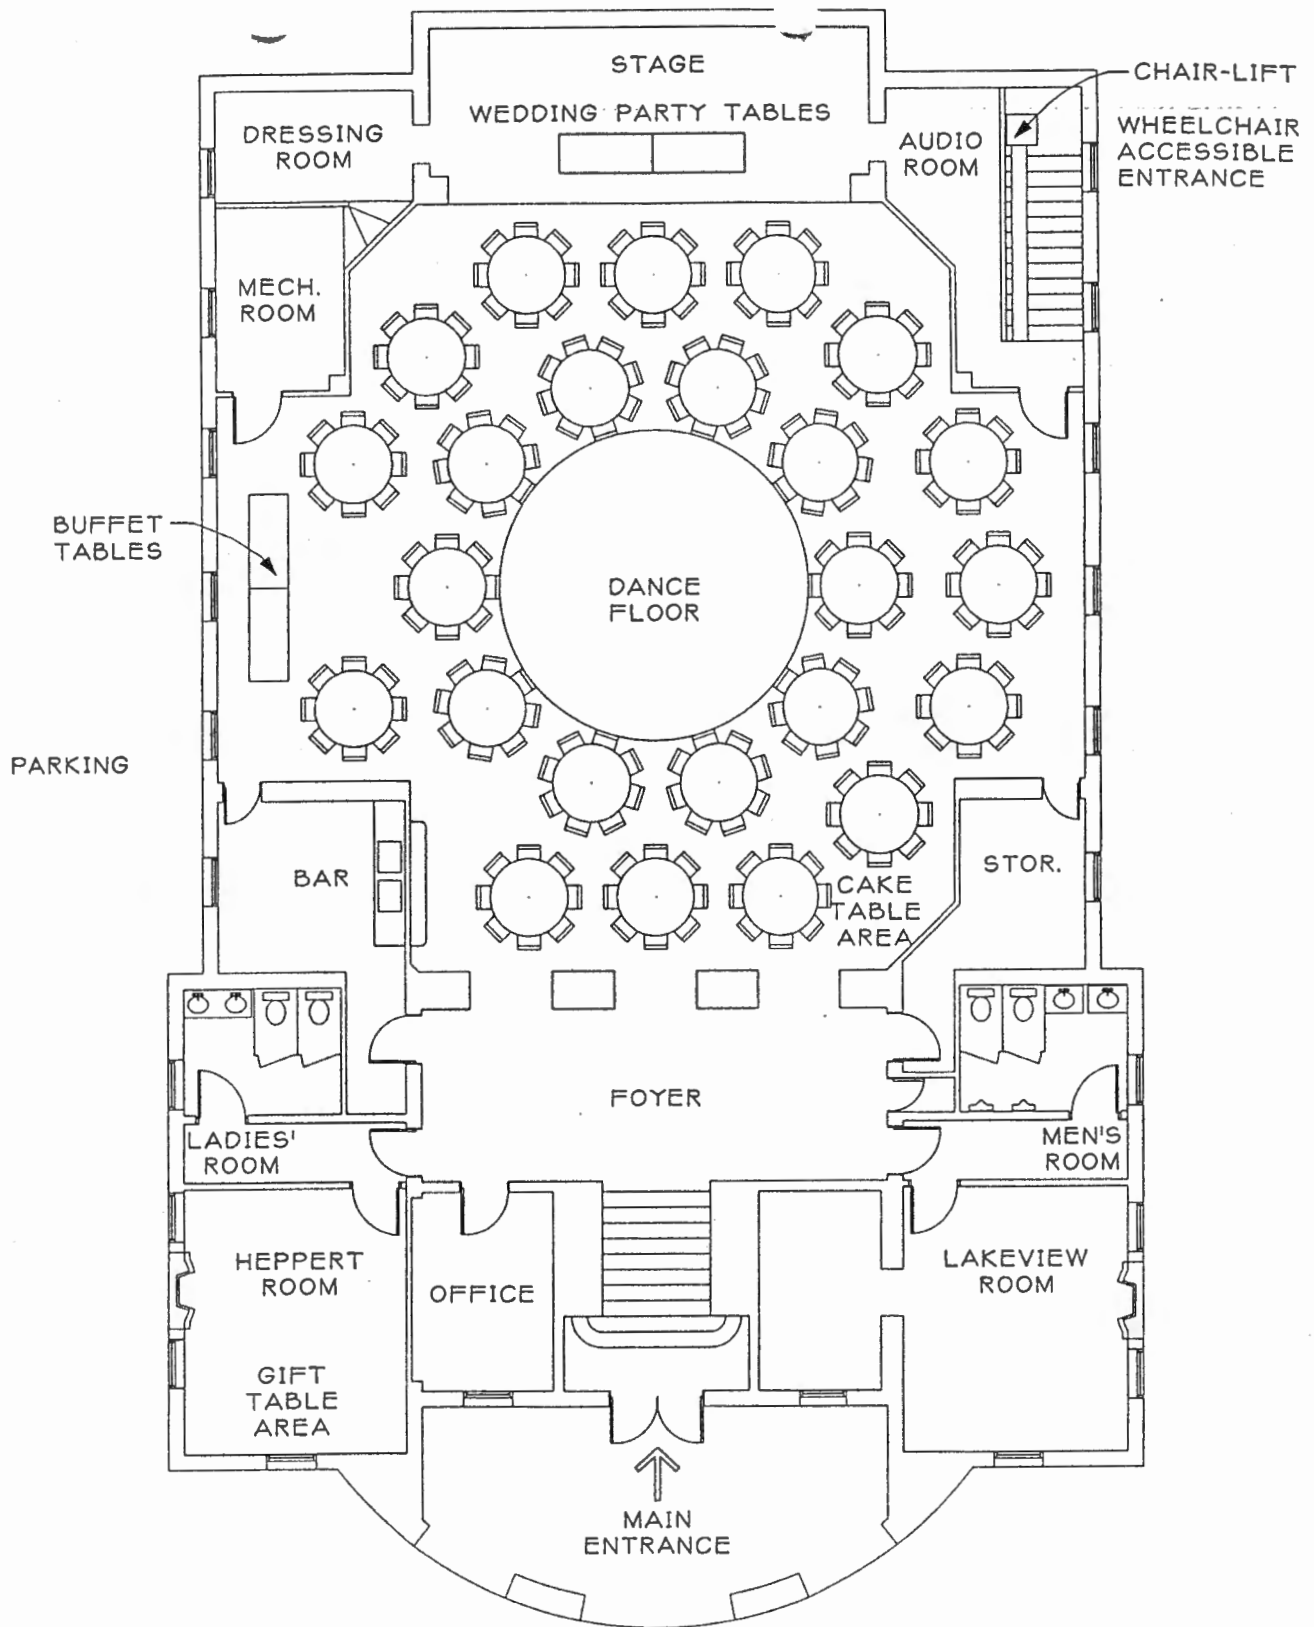 STAGE
WEDDING PARTY TABLES
DRESSING
ROOM
AUDIO
ROOM
CHAIR-LIFT
WHEELCHAIR
ACCESSIBLE
ENTRANCE
MECH.
ROOM
BUFFET
TABLES
DANCE
FLOOR
PARKING
BAR
STOR.
CAKE
TABLE
AREA
FOYER
LADIES'
ROOM
MEN'S
ROOM
HEPPERT
ROOM
OFFICE
LAKEVIEW
ROOM
GIFT
TABLE
AREA
MAIN
ENTRANCE